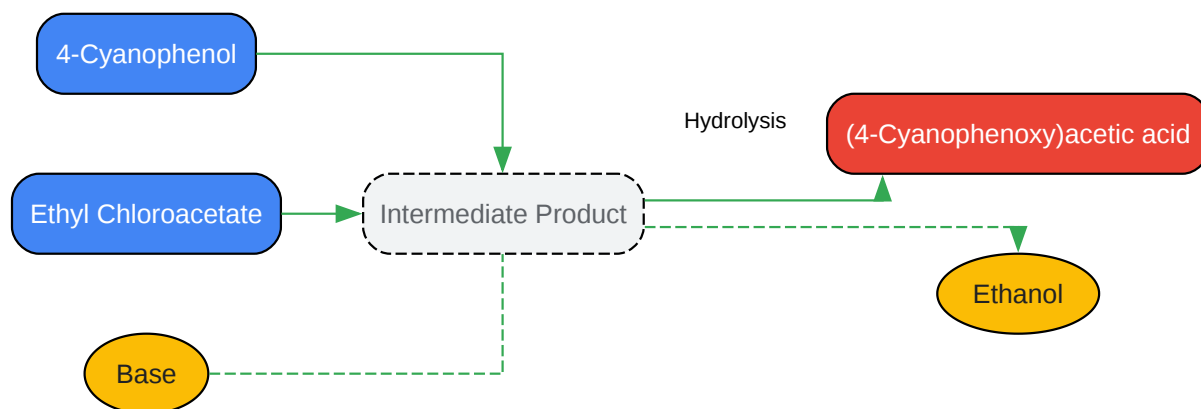 4-Cyanophenol
Hydrolysis
(4-Cyanophenoxy)acetic acid
Ethyl Chloroacetate
Intermediate Product
Ethanol
Base